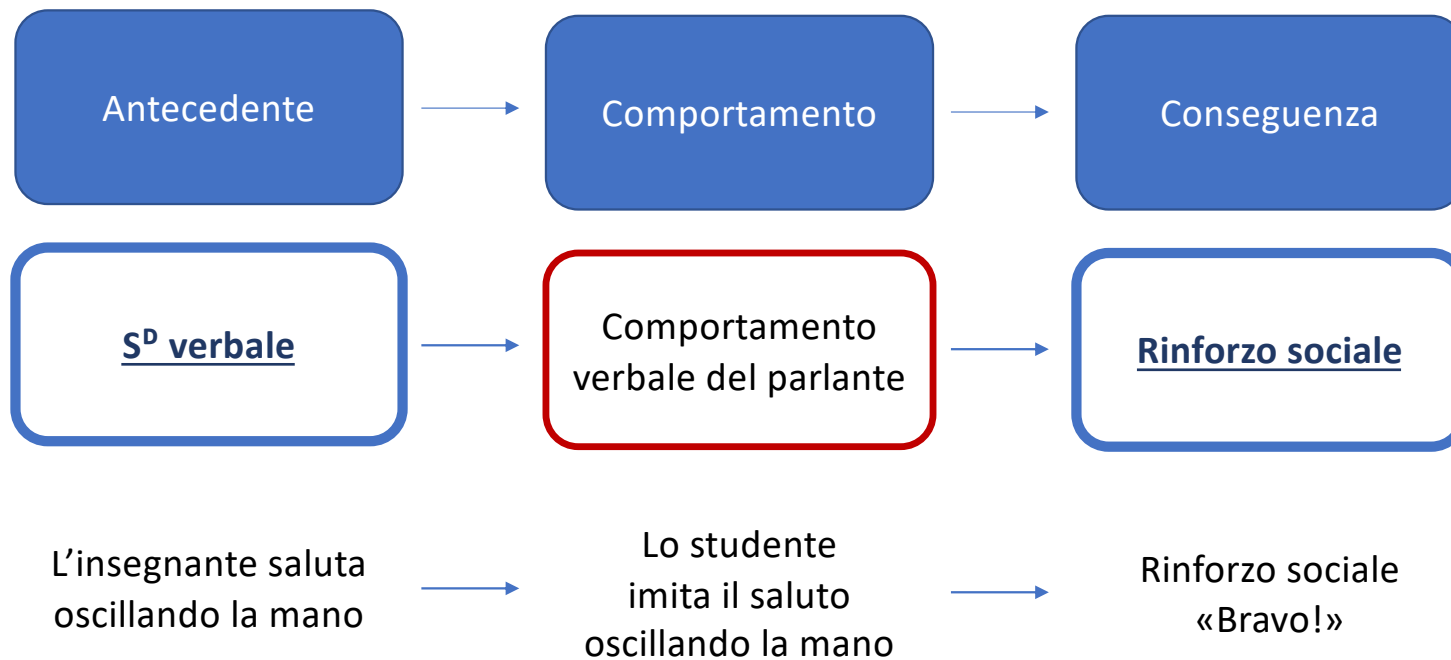 Antecedente
Comportamento
Conseguenza
Sᴰ verbale
Comportamento
verbale del parlante
Rinforzo sociale
L’insegnante saluta
oscillando la mano
Lo studente
imita il saluto
oscillando la mano
Rinforzo sociale
«Bravo!»